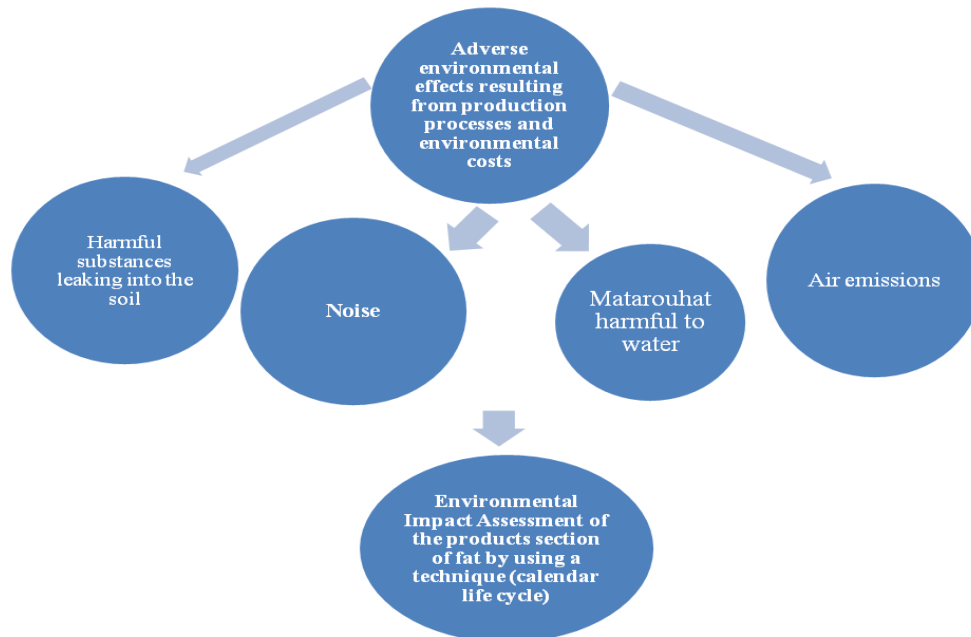 Adverse
environmental
effects resulting
from production
processes and
environmental
costs
Harmful
substances
leaking into the
soil
Noise
Matarouhat
harmful to
water
Air emissions
Environmental
Impact Assessment of
the products section
of fat by using a
technique (calendar
life cycle)